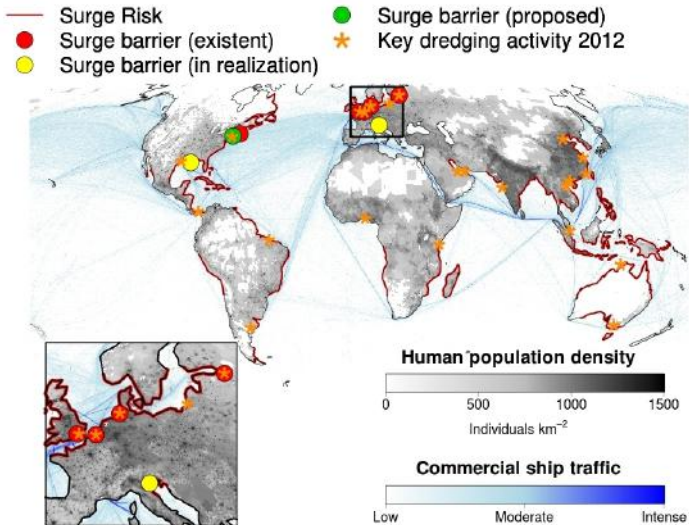 Surge Risk
Surge barrier (existent)
Surge barrier (in realization)
Surge barrier (proposed)
Key dredging activity 2012
Human population density
0 500 1000 1500
Individuals km⁻²
Commercial ship traffic
Low Moderate Intense